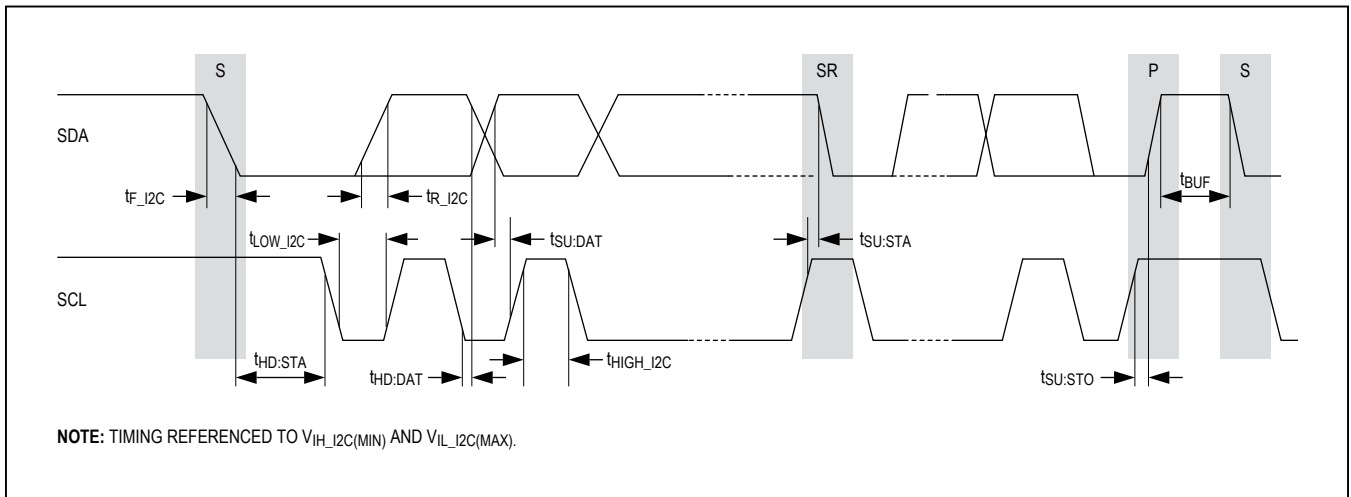 S SR P S
SDA
tBUF
tF_I2C tR_I2C
tLOW_I2C tSU:DAT tSU:STA
SCL
tHD:STA tHD:DAT tHIGH_I2C tSU:STO
NOTE: TIMING REFERENCED TO VIH_I2C(MIN) AND VIL_I2C(MAX).